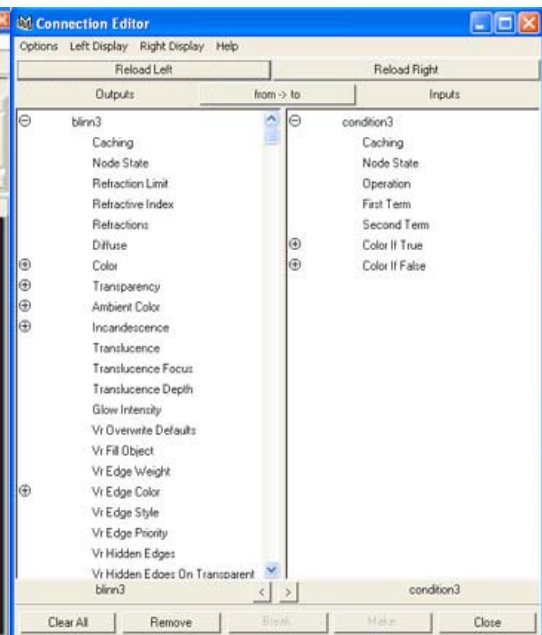 Connection Editor
Options Left Display Right Display Help
Reload Left Reload Right
Outputs from -> to Inputs
blinn3
Caching
Node State
Refraction Limit
Refractive Index
Refractions
Diffuse
Color
Transparency
Ambient Color
Incandescence
Translucence
Translucence Focus
Translucence Depth
Glow Intensity
Vr Overwrite Defaults
Vr Fill Object
Vr Edge Weight
Vr Edge Color
Vr Edge Style
Vr Edge Priority
Vr Hidden Edges
Vr Hidden Edges On Transparent
condition3
Caching
Node State
Operation
First Term
Second Term
Color If True
Color If False
blinn3 < > condition3
Clear All Remove Break Make Close